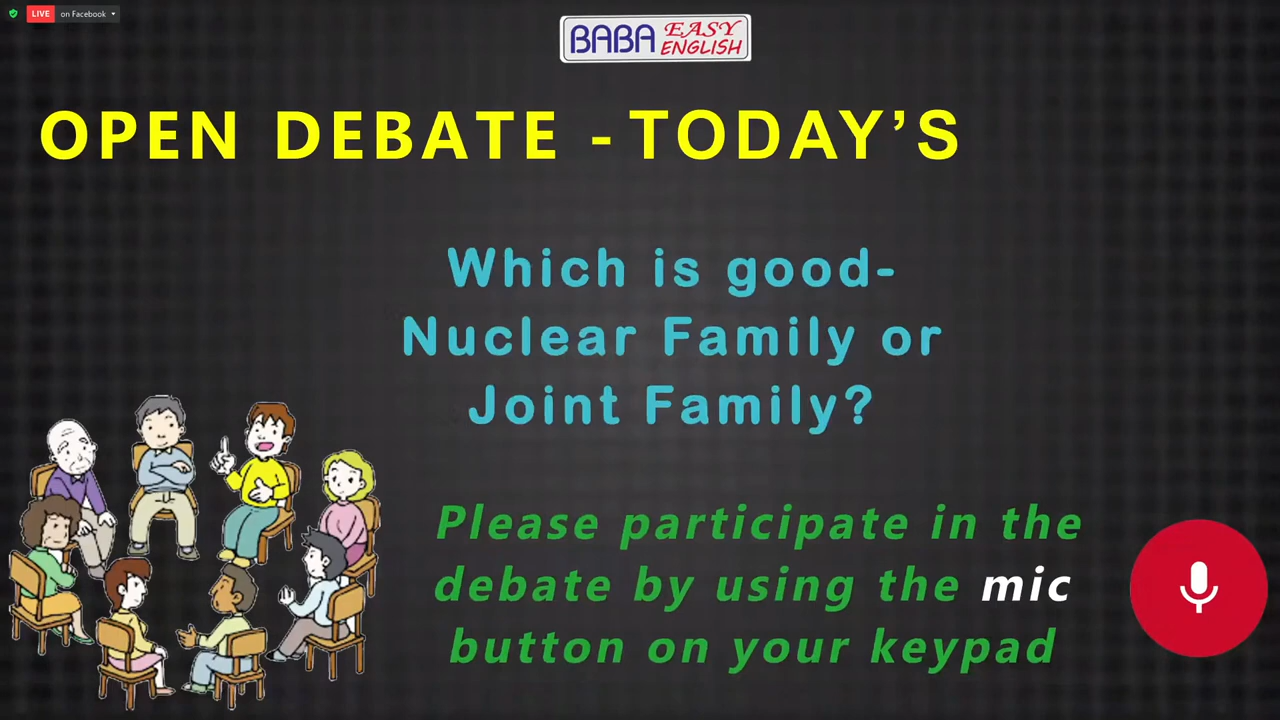 LIVE on Facebook
BABA EASY ENGLISH
OPEN DEBATE - TODAY'S
Which is good-
Nuclear Family or
Joint Family?
Please participate in the
debate by using the mic
button on your keypad